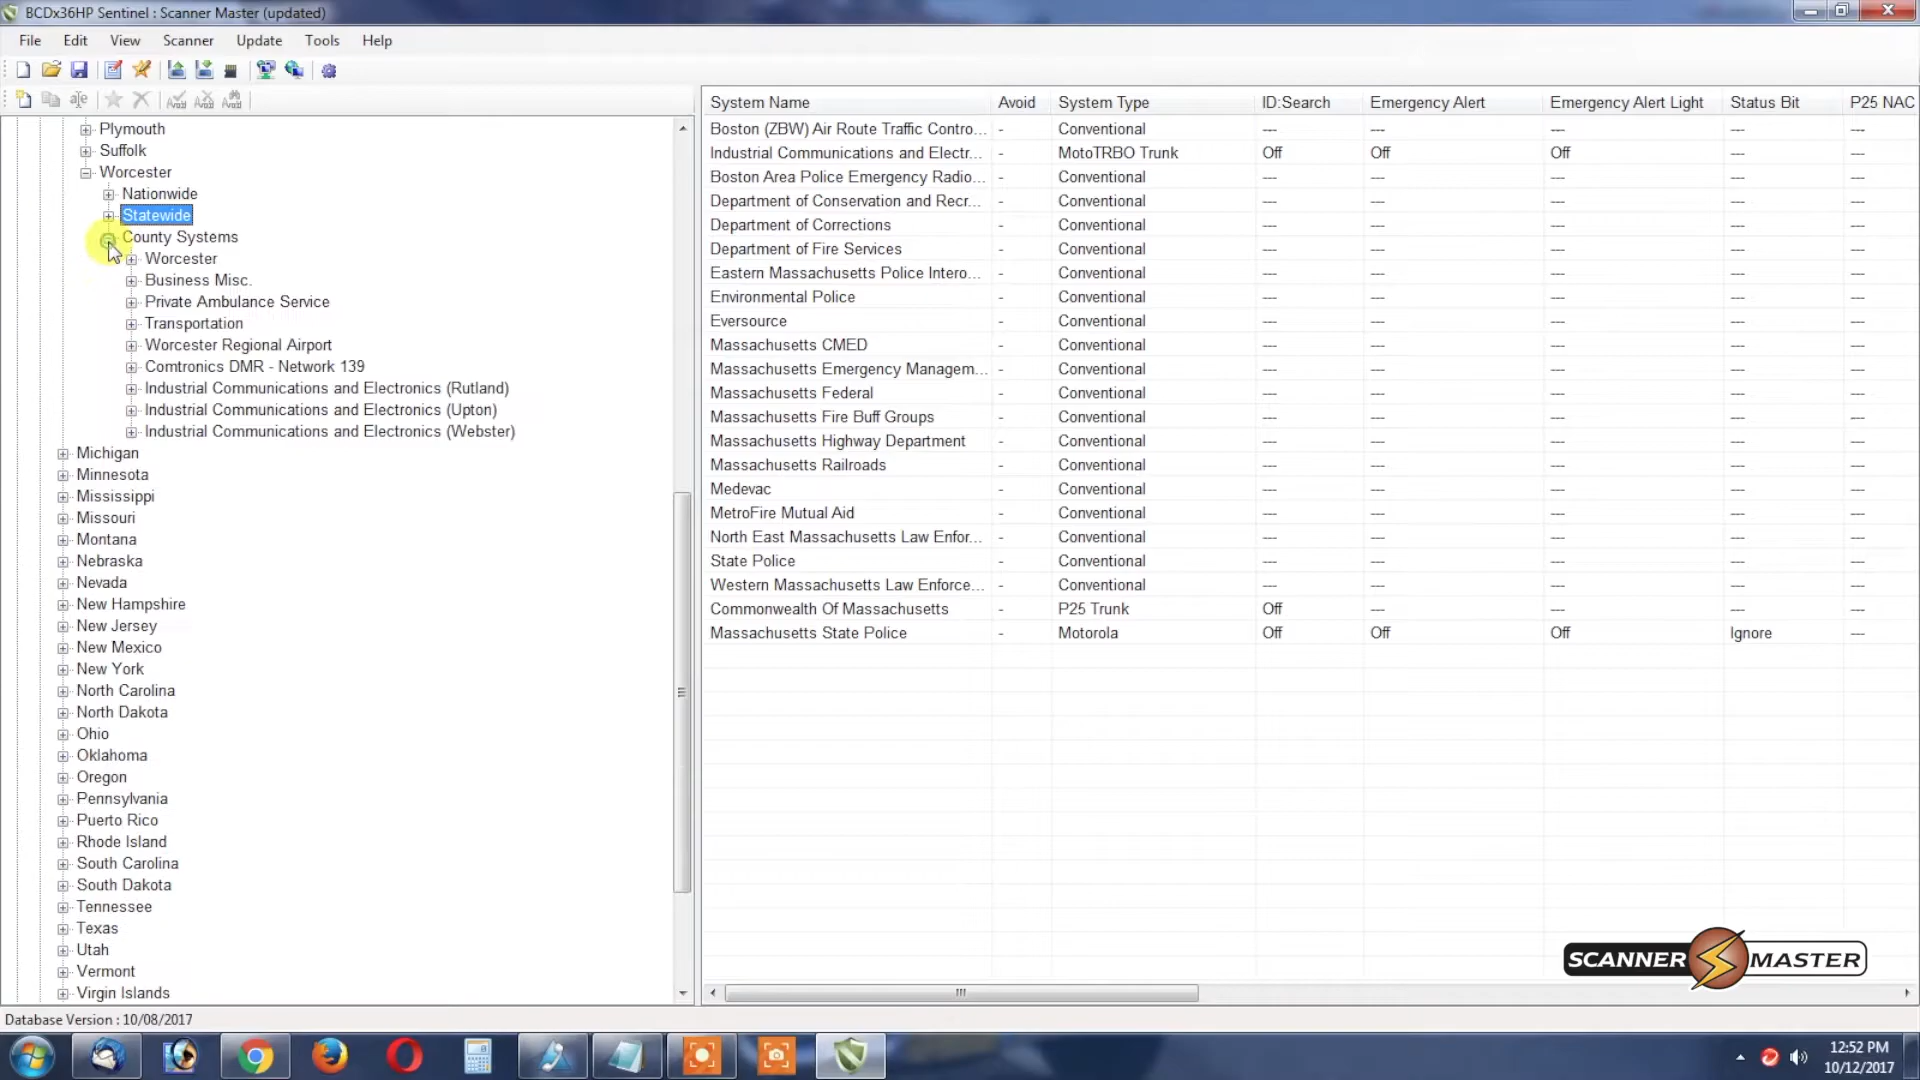 BCDx36HP Sentinel : Scanner Master (updated)
File Edit View Scanner Update Tools Help
Plymouth
Suffolk
Worcester
Nationwide
Statewide
County Systems
Worcester
Business Misc.
Private Ambulance Service
Transportation
Worcester Regional Airport
Comtronics DMR - Network 139
Industrial Communications and Electronics (Rutland)
Industrial Communications and Electronics (Upton)
Industrial Communications and Electronics (Webster)
Michigan
Minnesota
Mississippi
Missouri
Montana
Nebraska
Nevada
New Hampshire
New Jersey
New Mexico
New York
North Carolina
North Dakota
Ohio
Oklahoma
Oregon
Pennsylvania
Puerto Rico
Rhode Island
South Carolina
South Dakota
Tennessee
Texas
Utah
Vermont
Virgin Islands
System Name Avoid System Type ID:Search Emergency Alert Emergency Alert Light Status Bit P25 NAC
Boston (ZBW) Air Route Traffic Contro... - Conventional --- --- --- --- ---
Industrial Communications and Electr... - MotoTRBO Trunk Off Off Off --- ---
Boston Area Police Emergency Radio... - Conventional --- --- --- --- ---
Department of Conservation and Recr... - Conventional --- --- --- --- ---
Department of Corrections - Conventional --- --- --- --- ---
Department of Fire Services - Conventional --- --- --- --- ---
Eastern Massachusetts Police Intero... - Conventional --- --- --- --- ---
Environmental Police - Conventional --- --- --- --- ---
Eversource - Conventional --- --- --- --- ---
Massachusetts CMED - Conventional --- --- --- --- ---
Massachusetts Emergency Managem... - Conventional --- --- --- --- ---
Massachusetts Federal - Conventional --- --- --- --- ---
Massachusetts Fire Buff Groups - Conventional --- --- --- --- ---
Massachusetts Highway Department - Conventional --- --- --- --- ---
Massachusetts Railroads - Conventional --- --- --- --- ---
Medevac - Conventional --- --- --- --- ---
MetroFire Mutual Aid - Conventional --- --- --- --- ---
North East Massachusetts Law Enfor... - Conventional --- --- --- --- ---
State Police - Conventional --- --- --- --- ---
Western Massachusetts Law Enforce... - Conventional --- --- --- --- ---
Commonwealth Of Massachusetts - P25 Trunk Off --- --- --- ---
Massachusetts State Police - Motorola Off Off Off Ignore ---
SCANNER MASTER
Database Version : 10/08/2017
12:52 PM
10/12/2017